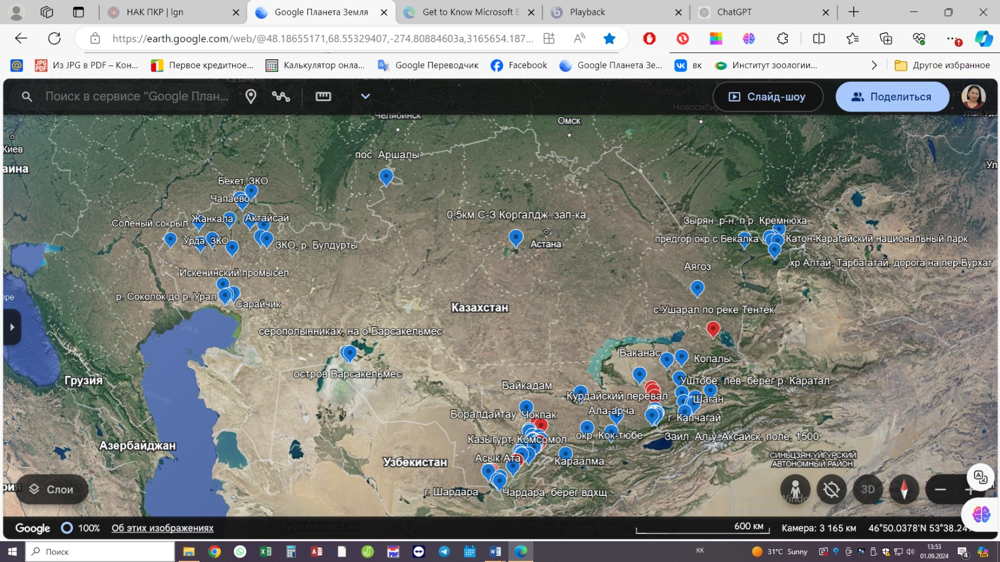 НАК ПКР | lgn
Google Планета Земля
Get to Know Microsoft E
Playback
ChatGPT
https://earth.google.com/web/@48.18655171,68.55329407,-274.80884603a,3165654.187...
Из JPG в PDF – Кон...
Первое кредитное...
Калькулятор онла...
Google Переводчик
Facebook
Google Планета Зе...
вк
Институт зоологии...
Другое избранное
Поиск в сервисе "Google План...
Слайд-шоу
Поделиться
Казань
Новосибир
Улан-Удэ
Челябинск
Омск
Киев
аина
Ул
пос. Аршалы
Бекет, ЗКО
Чапаево
Соленый сокрыл
Жанкала
Актайсай
Урда, ЗКО
ЗКО, р. Булдурты
0,5км С-З Коргалдж. зап-ка
Астана
Зырян. р-н, п.р. Кремнюха
предгор окр с Бекалка
Катон-Карагайский национальный парк
хр Алтай, Тарбагатай, дорога на пер.Бурхат
Аягоз
Искенинский промысел
р. Соколок до р. Урал
Сарайчик
оре
Казахстан
с.Ушарал по реке Тентек
серополынниках, на о.Барсакельмес
остров Барсакельмес
Баканас
Копалы
Грузия
Уштобе, лев. берег р. Каратал
Байкадам
Курдайский перевал
Шаган
Боралдайтау
Чокпак
Ала-арча
г. Капчагай
Казыгурт, Комсомол
окр. Кок-тюбе
Заил. Ал-у, Аксайск. поле, 1500
Азербайджан
Узбекистан
Асык-Ата
Караалма
СИНЬЦЗЯН-УЙГУРСКИЙ
АВТОНОМНЫЙ РАЙОН
г. Шардара
Чардара, берег вдхщ
Слои
3D
Google
100%
Об этих изображениях
Туркменистан
600 км
Камера: 3 165 км
46°50.0378'N 53°38.24
Поиск
KK
31°C Sunny
13:53
01.09.2024
4